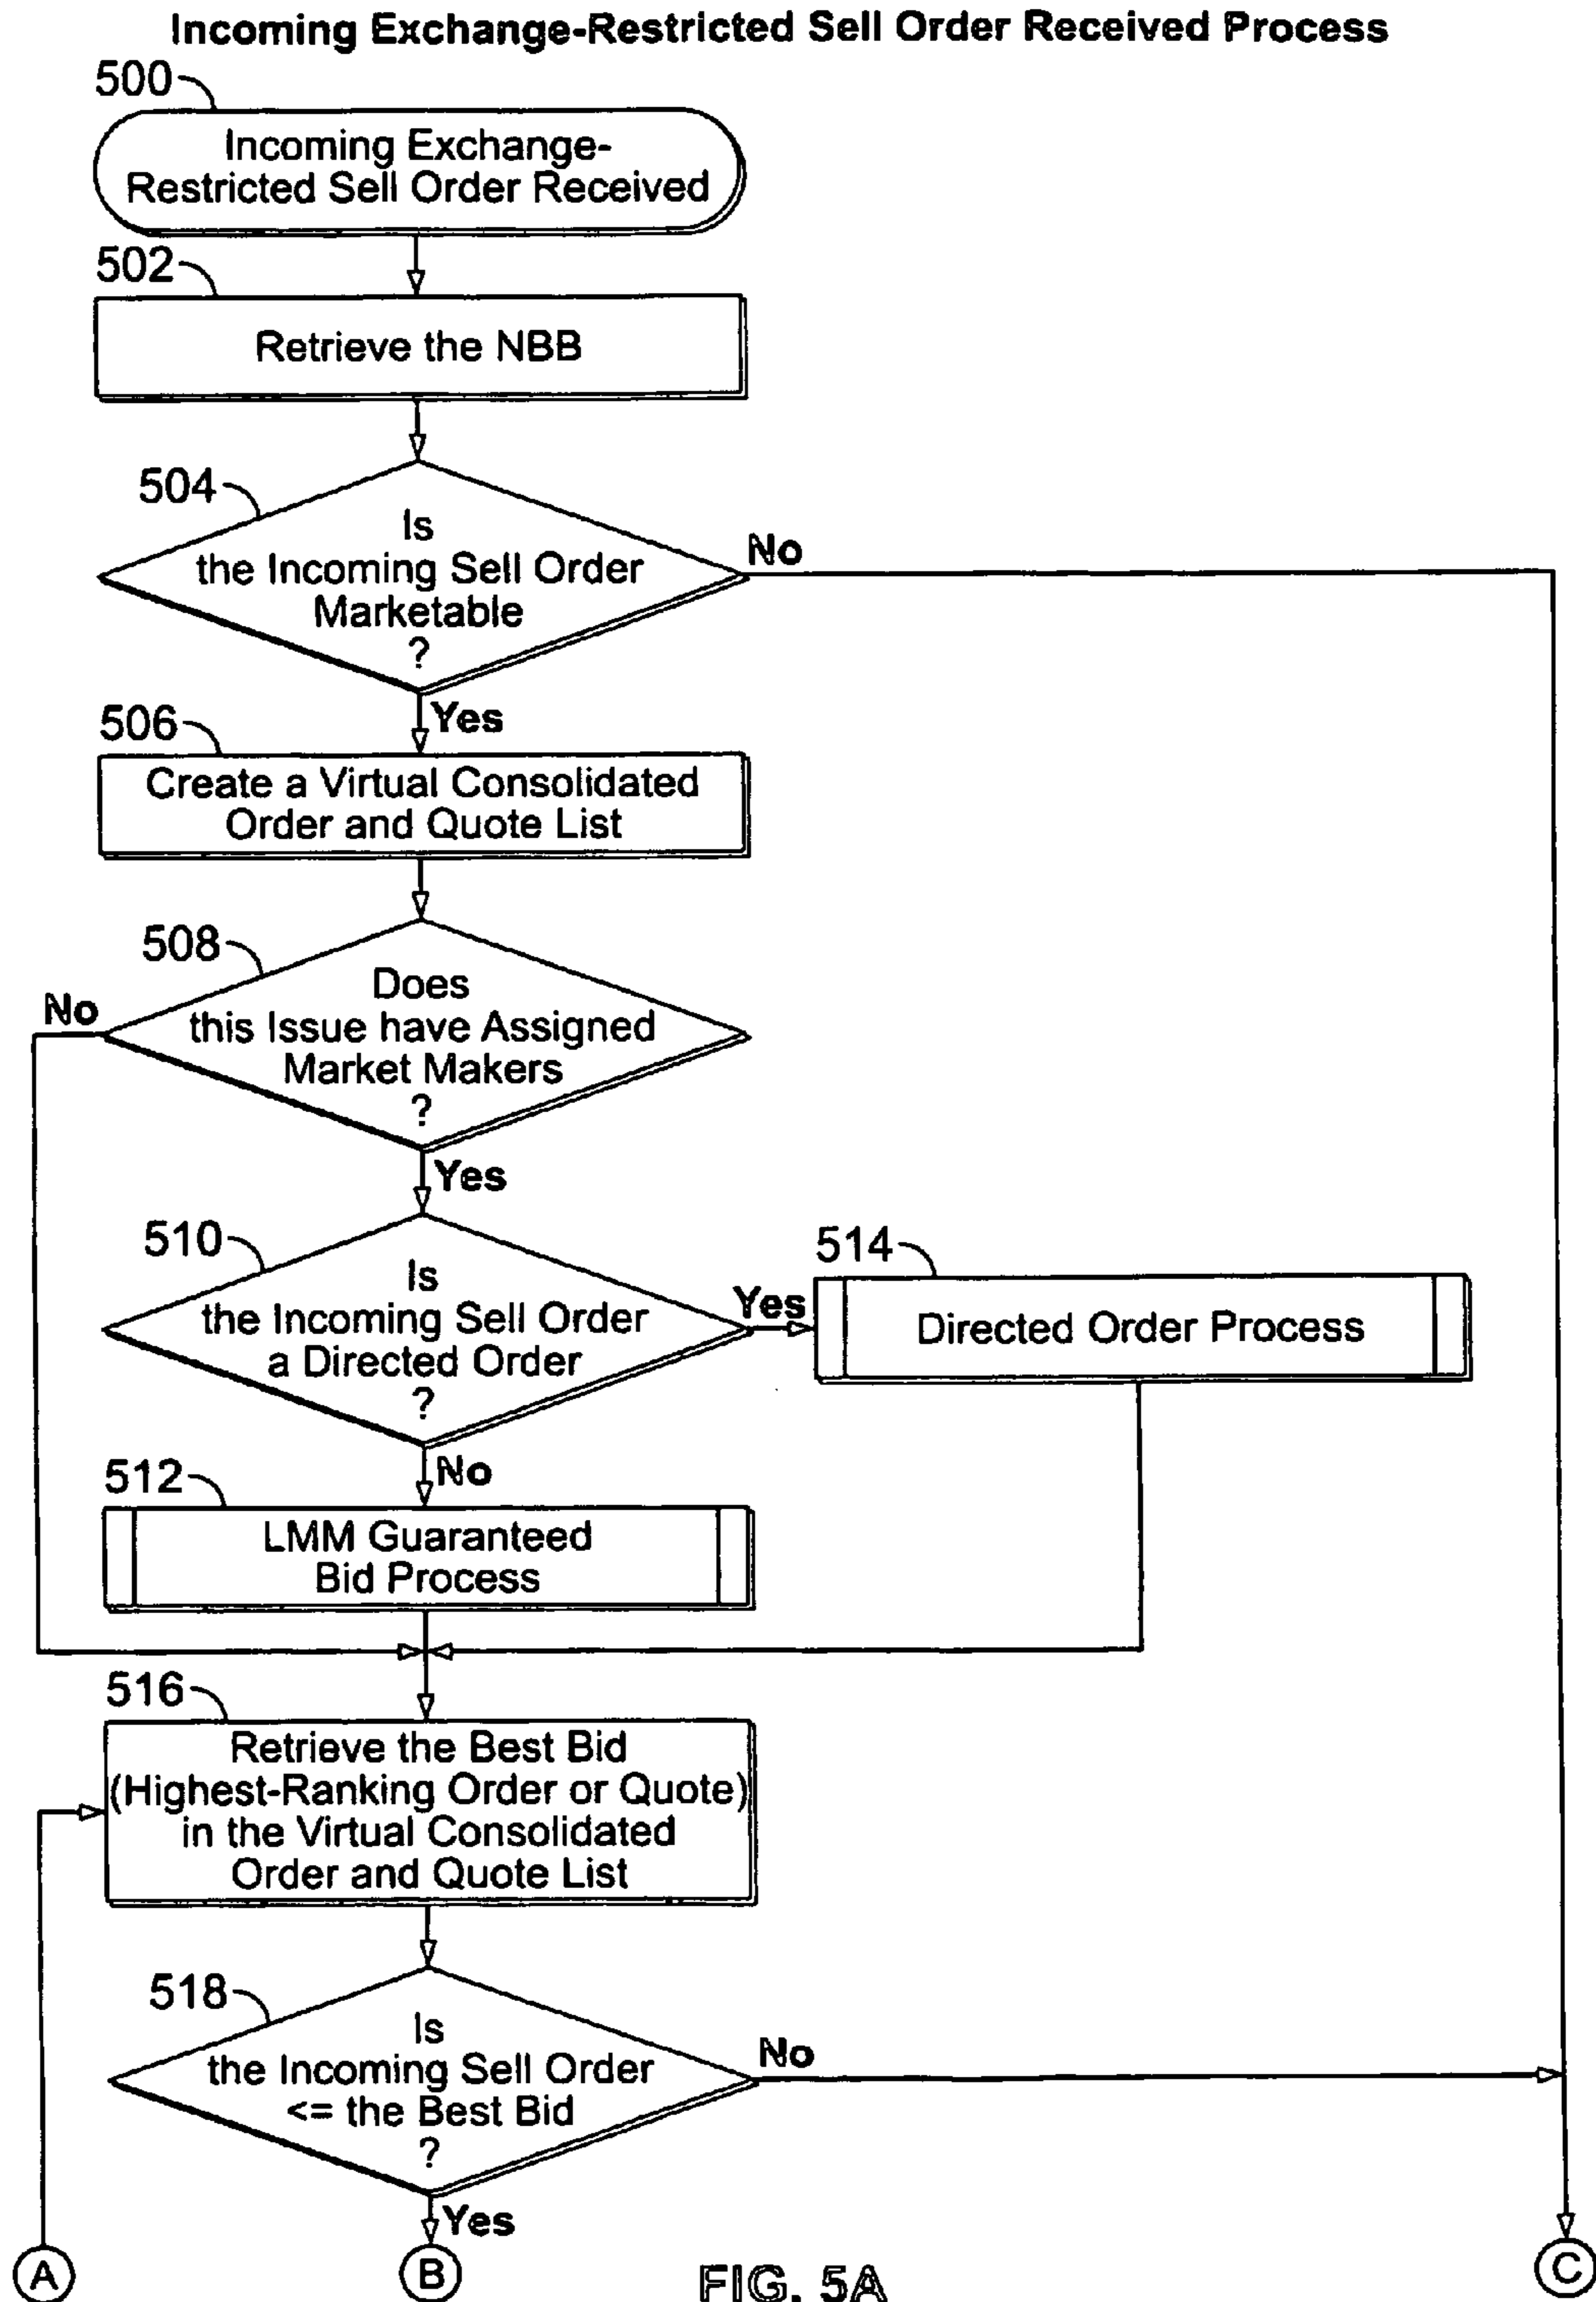 Incoming Exchange-Restricted Sell Order Received Process
500
Incoming Exchange-
Restricted Sell Order Received
502
Retrieve the NBB
504
Is
the Incoming Sell Order
Marketable
?
No
Yes
506
Create a Virtual Consolidated
Order and Quote List
508
Does
this Issue have Assigned
Market Makers
?
No
Yes
510
Is
the Incoming Sell Order
a Directed Order
?
Yes
514
Directed Order Process
No
512
LMM Guaranteed
Bid Process
516
Retrieve the Best Bid
(Highest-Ranking Order or Quote)
in the Virtual Consolidated
Order and Quote List
518
Is
the Incoming Sell Order
<= the Best Bid
?
No
Yes
A
B
C
FIG. 5A